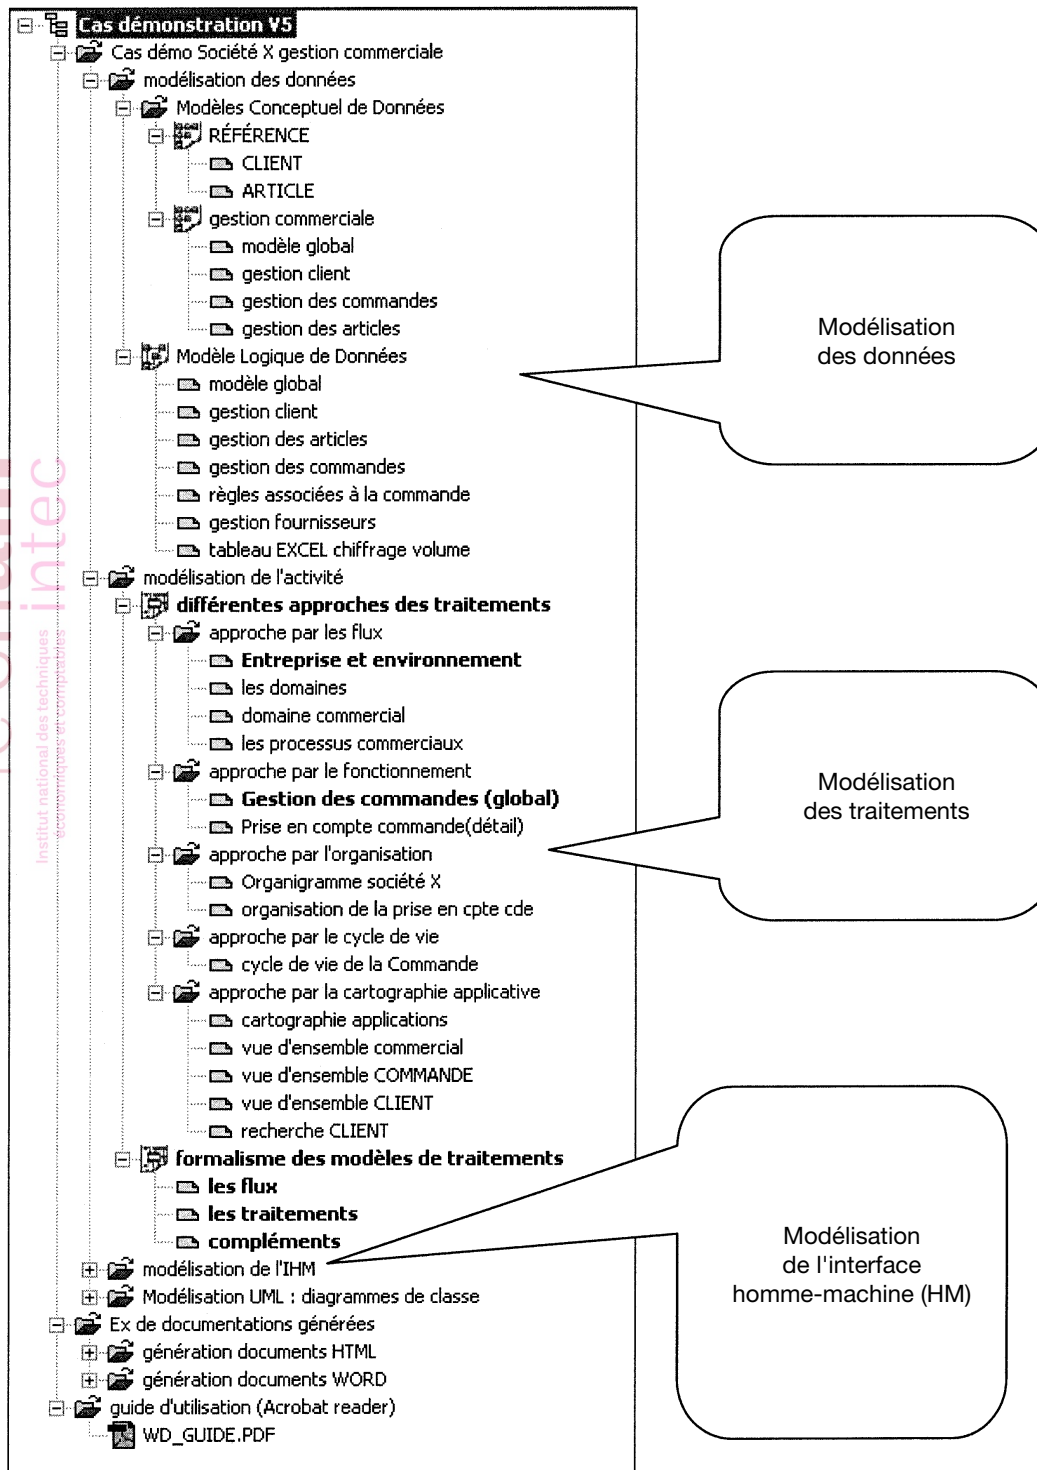 Cas démonstration V5
Cas démo Société X gestion commerciale
modélisation des données
Modèles Conceptuel de Données
RÉFÉRENCE
CLIENT
ARTICLE
gestion commerciale
modèle global
gestion client
gestion des commandes
gestion des articles
Modèle Logique de Données
modèle global
gestion client
gestion des articles
gestion des commandes
règles associées à la commande
gestion fournisseurs
tableau EXCEL chiffrage volume
modélisation de l'activité
différentes approches des traitements
approche par les flux
Entreprise et environnement
les domaines
domaine commercial
les processus commerciaux
approche par le fonctionnement
Gestion des commandes (global)
Prise en compte commande(détail)
approche par l'organisation
Organigramme société X
organisation de la prise en cpte cde
approche par le cycle de vie
cycle de vie de la Commande
approche par la cartographie applicative
cartographie applications
vue d'ensemble commercial
vue d'ensemble COMMANDE
vue d'ensemble CLIENT
recherche CLIENT
formalisme des modèles de traitements
les flux
les traitements
compléments
modélisation de l'IHM
Modélisation UML : diagrammes de classe
Ex de documentations générées
génération documents HTML
génération documents WORD
guide d'utilisation (Acrobat reader)
WD_GUIDE.PDF
Modélisation
des données
Modélisation
des traitements
Modélisation
de l'interface
homme-machine (HM)
intec
Institut national des techniques
économiques et comptables